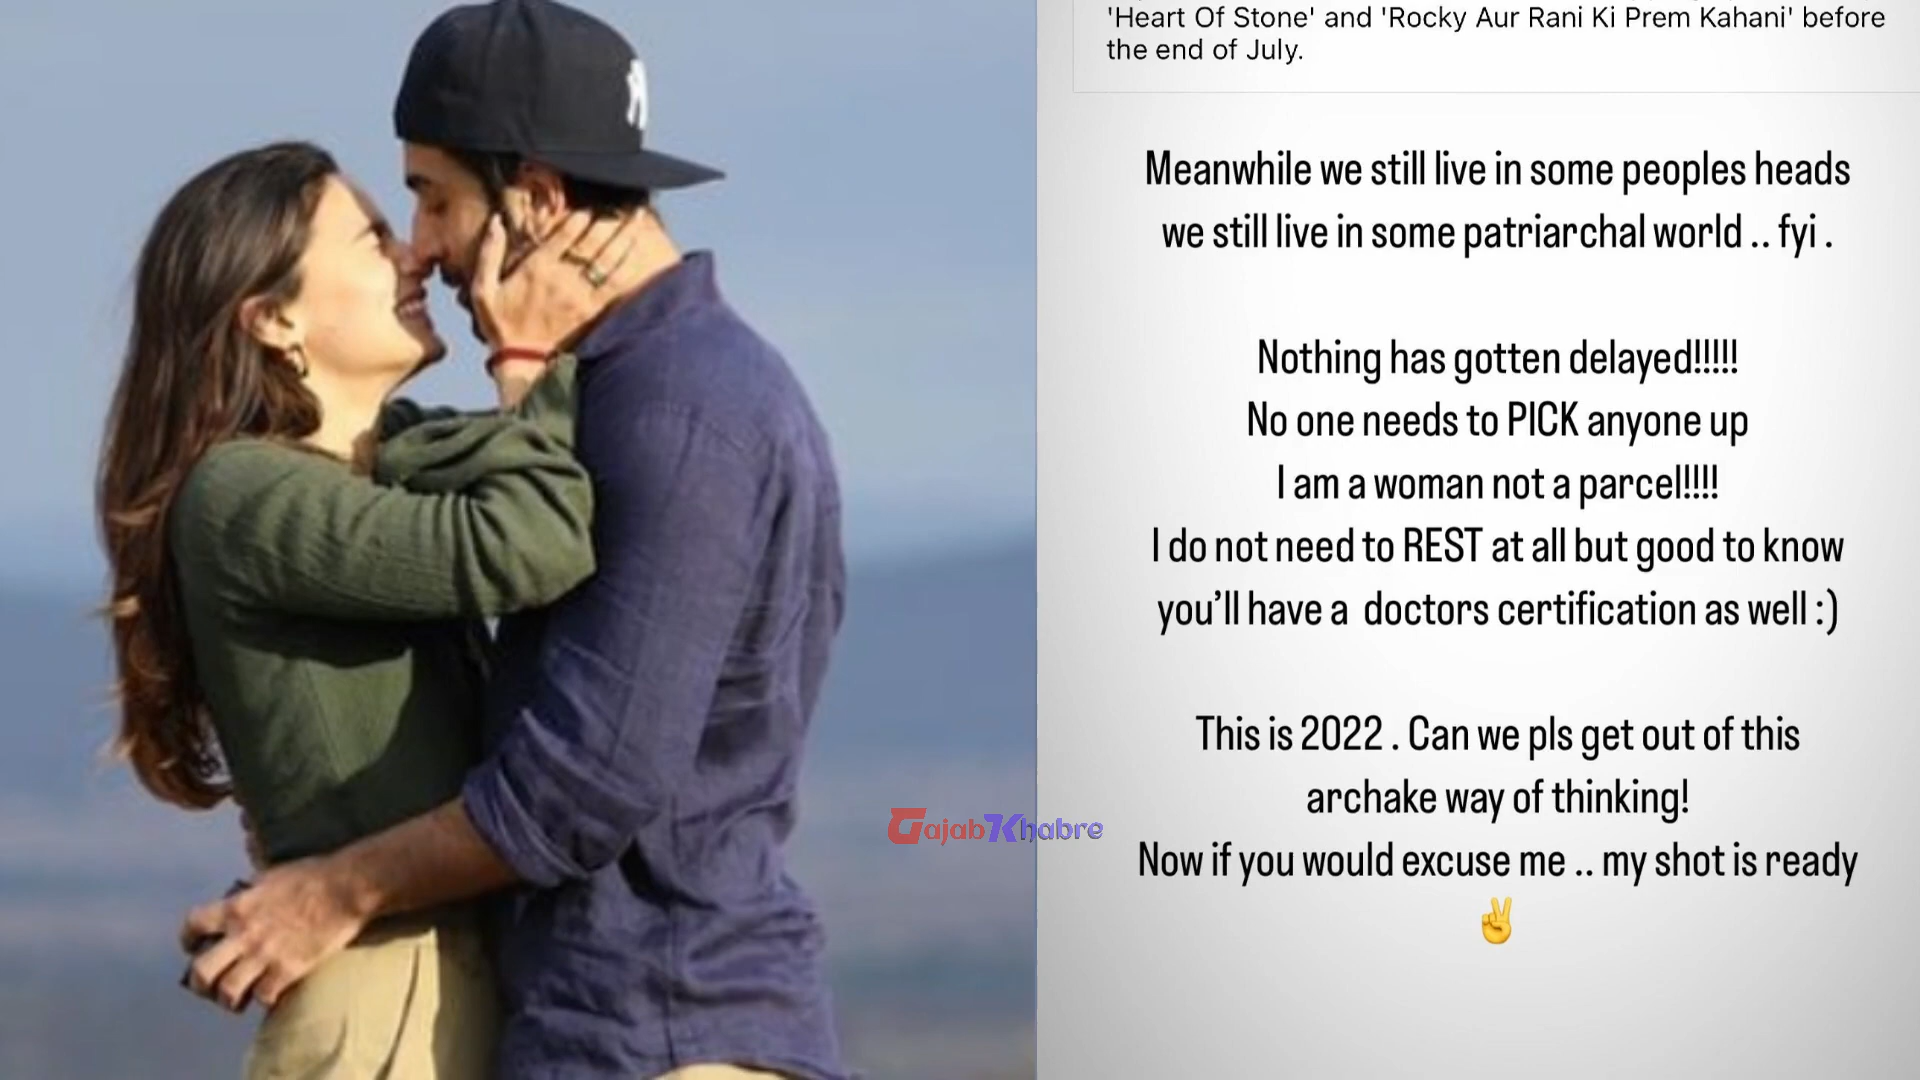 'Heart Of Stone' and 'Rocky Aur Rani Ki Prem Kahani' before
the end of July.
Meanwhile we still live in some peoples heads
we still live in some patriarchal world .. fyi .
Nothing has gotten delayed!!!!!
No one needs to PICK anyone up
I am a woman not a parcel!!!!
I do not need to REST at all but good to know
you'll have a  doctors certification as well :)
This is 2022 . Can we pls get out of this
archake way of thinking!
Now if you would excuse me .. my shot is ready
✌️
GajabKhabre